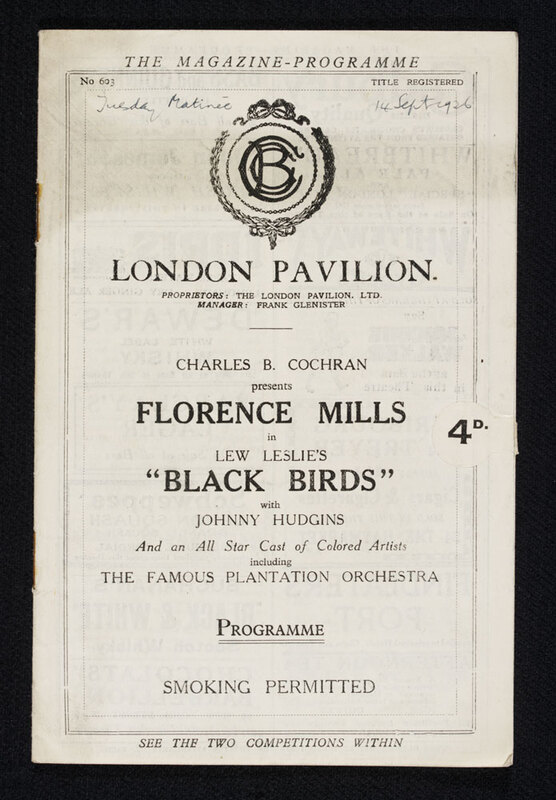 THE MAGAZINE-PROGRAMME
No 603 TITLE REGISTERED
Tuesday Matinée 14 Sept 1926
LONDON PAVILION.
PROPRIETORS: THE LONDON PAVILION, LTD.
MANAGER: FRANK GLENISTER
CHARLES B. COCHRAN
presents
FLORENCE MILLS
in
4D.
LEW LESLIE'S
"BLACK BIRDS"
with
JOHNNY HUDGINS
And an All Star Cast of Colored Artists
including
THE FAMOUS PLANTATION ORCHESTRA
PROGRAMME
SMOKING PERMITTED
SEE THE TWO COMPETITIONS WITHIN